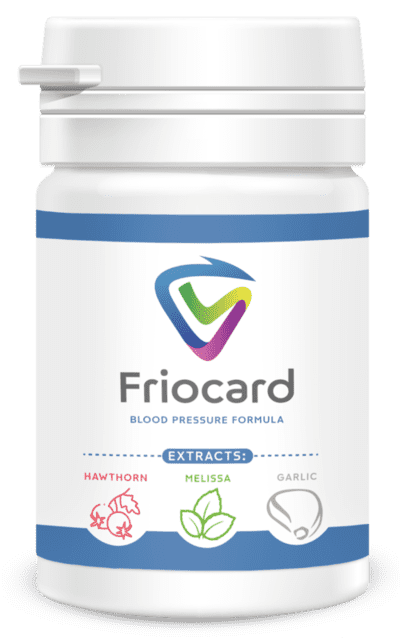 Friocard
BLOOD PRESSURE FORMULA
EXTRACTS:
HAWTHORN MELISSA GARLIC